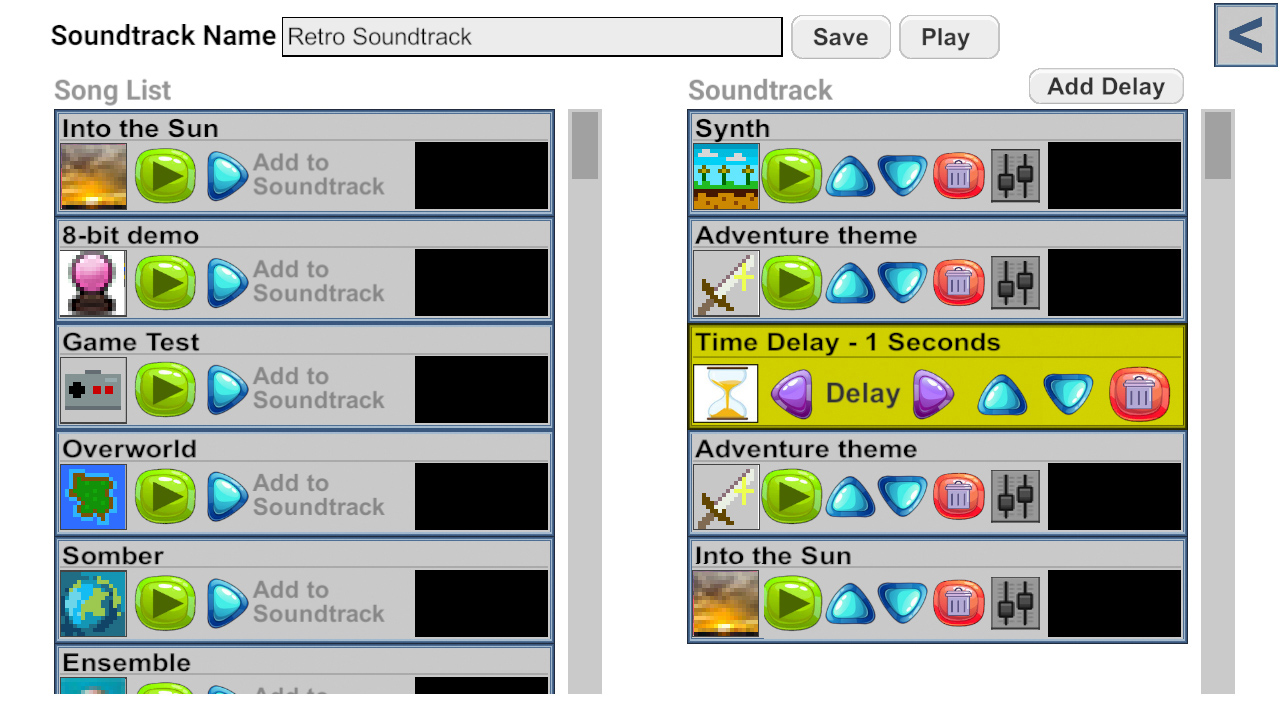 Soundtrack Name Retro Soundtrack Save Play <
Song List
Into the Sun
Add to
Soundtrack
8-bit demo
Add to
Soundtrack
Game Test
Add to
Soundtrack
Overworld
Add to
Soundtrack
Somber
Add to
Soundtrack
Ensemble
Add to
Soundtrack Add Delay
Synth
Adventure theme
Time Delay - 1 Seconds
Delay
Adventure theme
Into the Sun